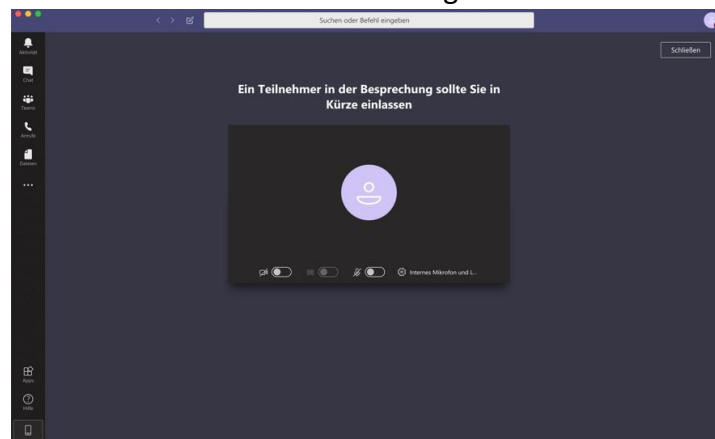 Suchen oder Befehl eingeben
Schließen
Aktivität
Chat
Teams
Anrufe
Dateien
Ein Teilnehmer in der Besprechung sollte Sie in
Kürze einlassen
Internes Mikrofon und L...
Apps
Hilfe